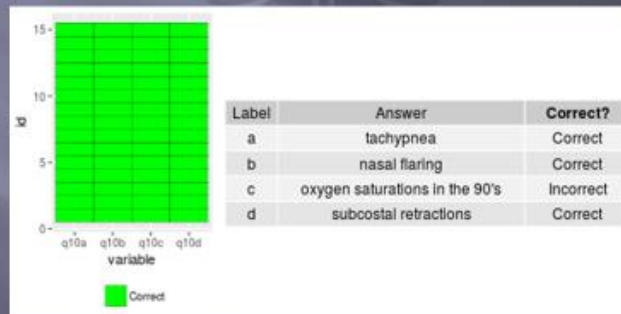 15
10
5
0
id
q10a q10b q10c q10d
variable
Correct
Label Answer Correct?
a tachypnea Correct
b nasal flaring Correct
c oxygen saturations in the 90's Incorrect
d subcostal retractions Correct